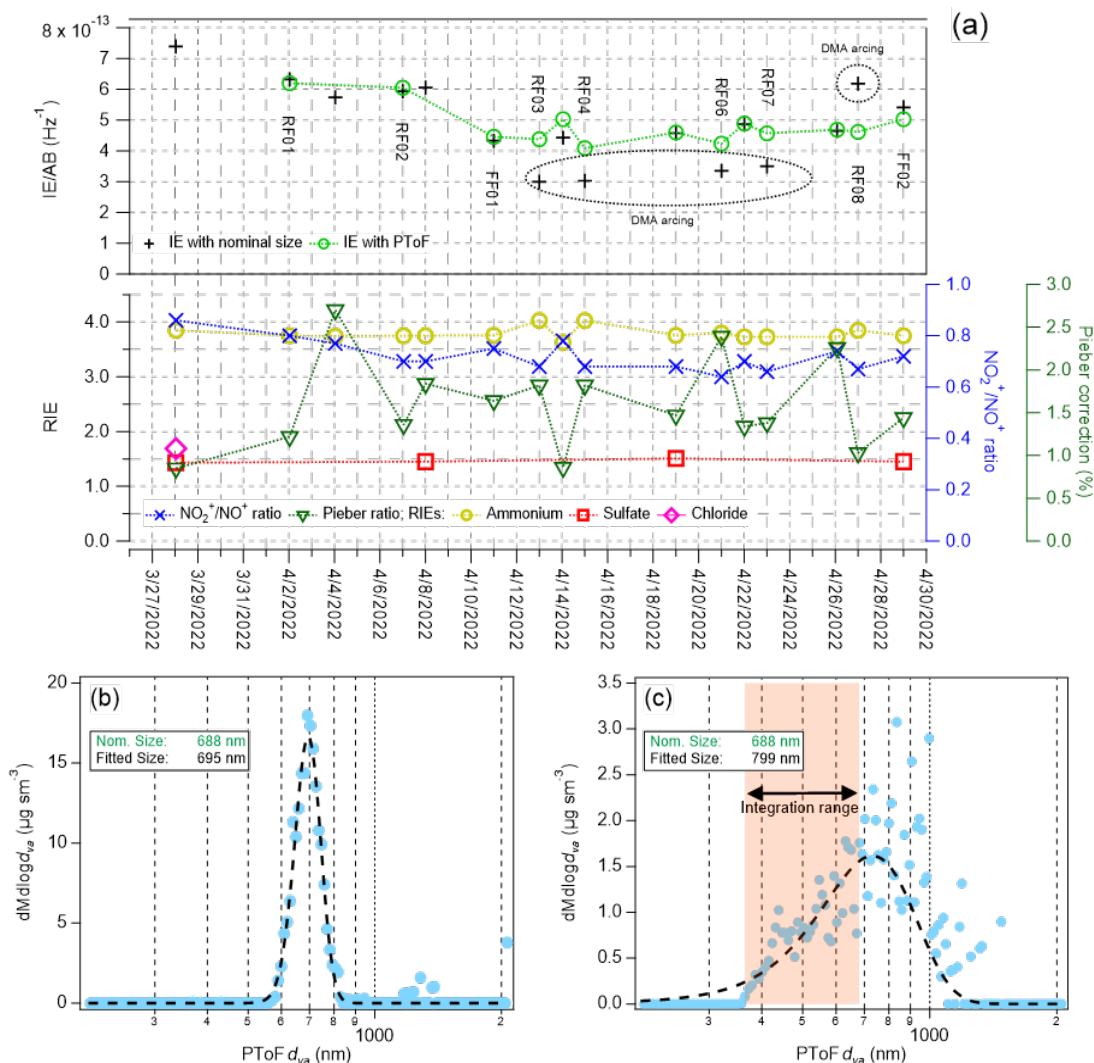 (a)
8 x 10-13
7
6
5
4
3
2
1
0
IE/AB (Hz-1)
DMA arcing
RF01
RF02
FF01
RF03
RF04
RF06
RF07
RF08
FF02
DMA arcing
IE with nominal size
IE with PToF
4.0
3.0
2.0
1.0
0.0
RIE
1.0
0.8
0.6
0.4
0.2
0.0
NO2+/NO+ ratio
3.0
2.5
2.0
1.5
1.0
0.5
0.0
Pieber correction (%)
NO2+/NO+ ratio
Pieber ratio; RIEs:
Ammonium
Sulfate
Chloride
3/27/2022
3/29/2022
3/31/2022
4/2/2022
4/4/2022
4/6/2022
4/8/2022
4/10/2022
4/12/2022
4/14/2022
4/16/2022
4/18/2022
4/20/2022
4/22/2022
4/24/2022
4/26/2022
4/28/2022
4/30/2022
(b)
20
15
10
5
0
dMdlogdva (µg sm-3)
Nom. Size: 688 nm
Fitted Size: 695 nm
3 4 5 6 7 8 9 1000 2
PToF dva (nm)
(c)
3.5
3.0
2.5
2.0
1.5
1.0
0.5
0.0
dMdlogdva (µg sm-3)
Nom. Size: 688 nm
Fitted Size: 799 nm
Integration range
3 4 5 6 7 8 9 1000 2
PToF dva (nm)